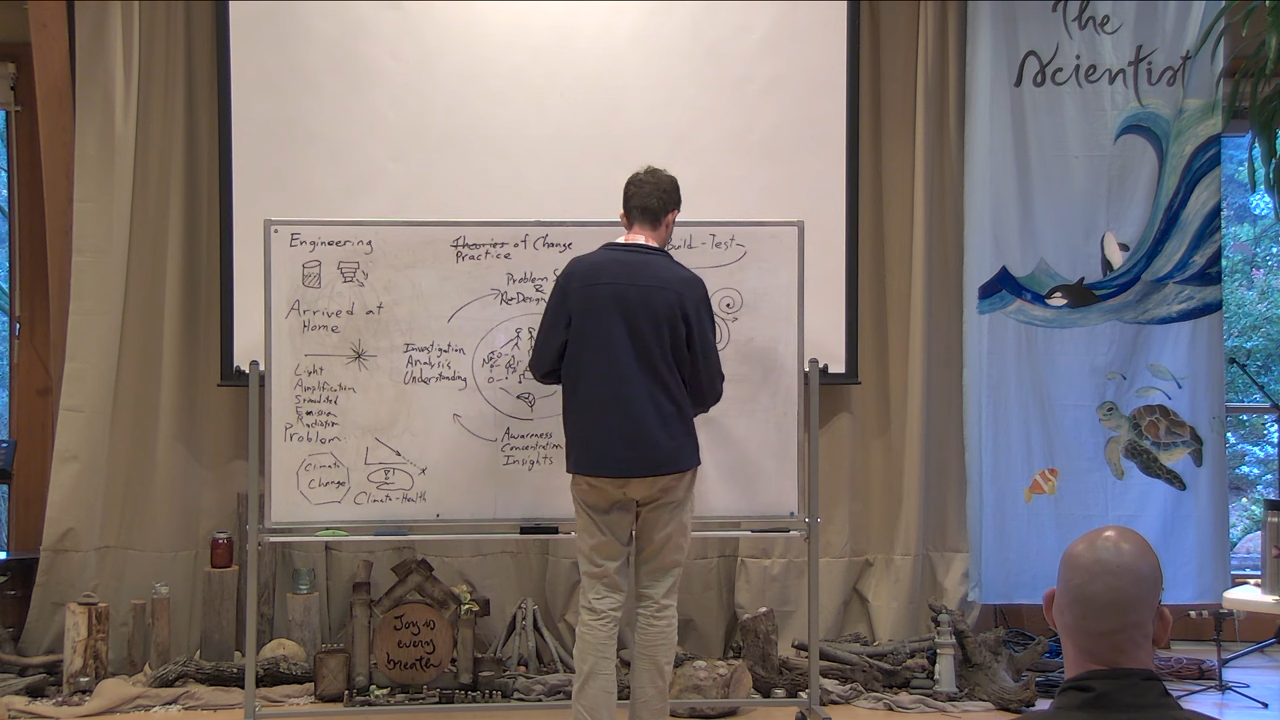 The
Scientist
Engineering
Arrived at
Home
Light
Amplification
Stimulated
Emission
Radiation
Problem:
Climate
Change
Climate-Health
Theories of Change
Practice
Problem
&
Re-Design
Investigation
Analysis
Understanding
Awareness
Concentration
Insights
Build-Test-
Joy is
every
breath